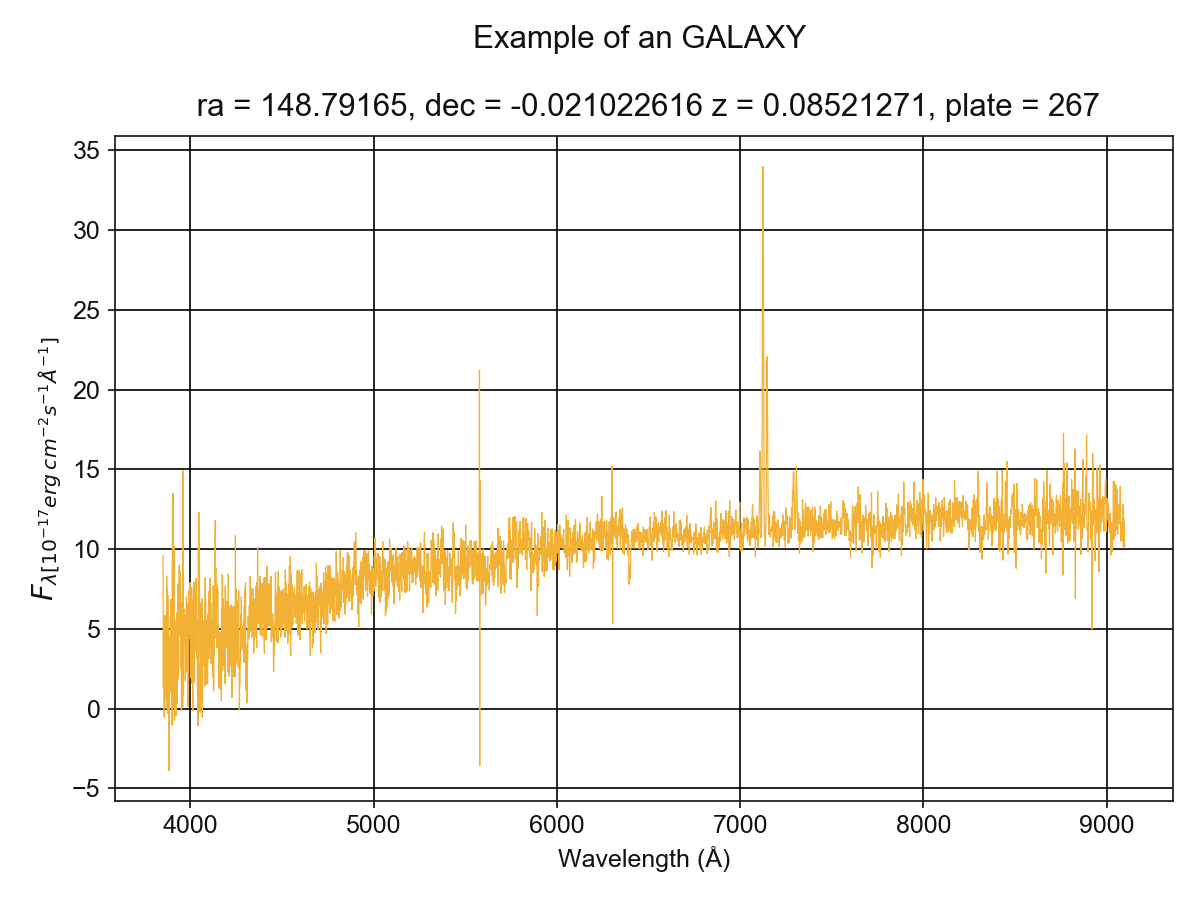 Example of an GALAXY
ra = 148.79165, dec = -0.021022616 z = 0.08521271, plate = 267
35
30
25
20
15
10
5
0
−5
F_{λ[10^{−17} erg cm^{−2}s^{−1}Å^{−1}]}
4000 5000 6000 7000 8000 9000
Wavelength (Å)